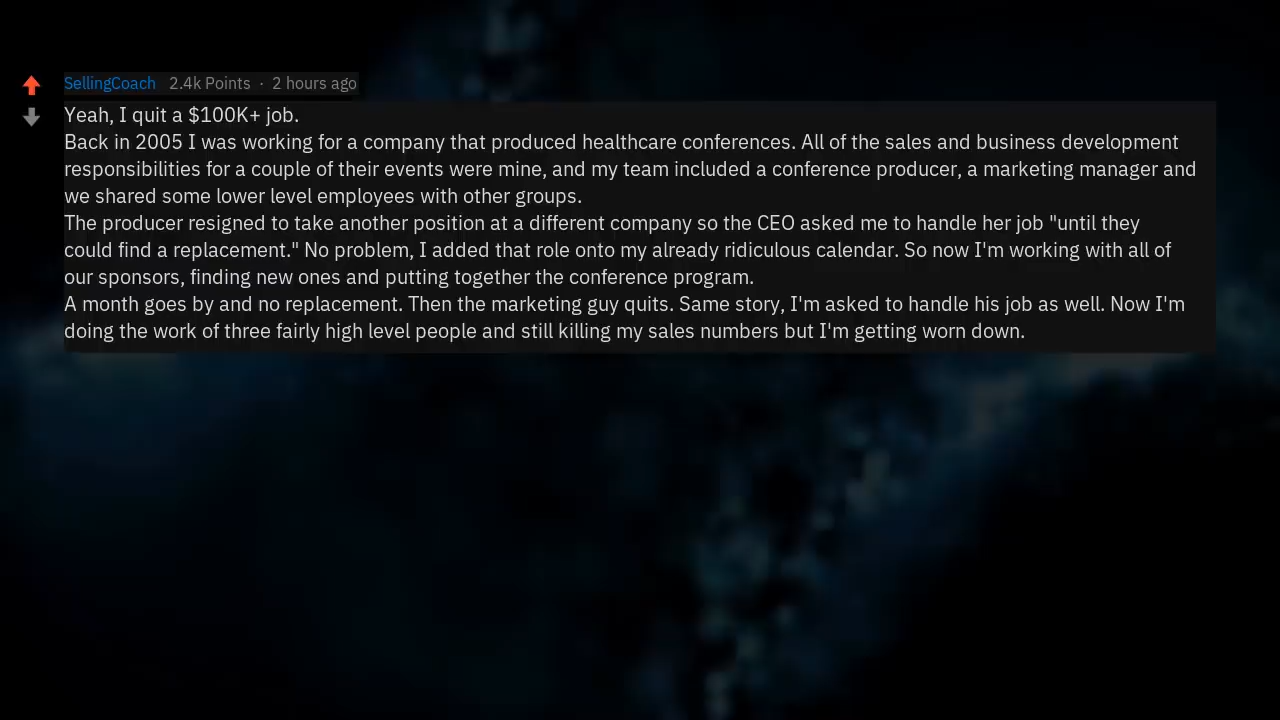 SellingCoach 2.4k Points · 2 hours ago
Yeah, I quit a $100K+ job.
Back in 2005 I was working for a company that produced healthcare conferences. All of the sales and business development
responsibilities for a couple of their events were mine, and my team included a conference producer, a marketing manager and
we shared some lower level employees with other groups.
The producer resigned to take another position at a different company so the CEO asked me to handle her job "until they
could find a replacement." No problem, I added that role onto my already ridiculous calendar. So now I'm working with all of
our sponsors, finding new ones and putting together the conference program.
A month goes by and no replacement. Then the marketing guy quits. Same story, I'm asked to handle his job as well. Now I'm
doing the work of three fairly high level people and still killing my sales numbers but I'm getting worn down.